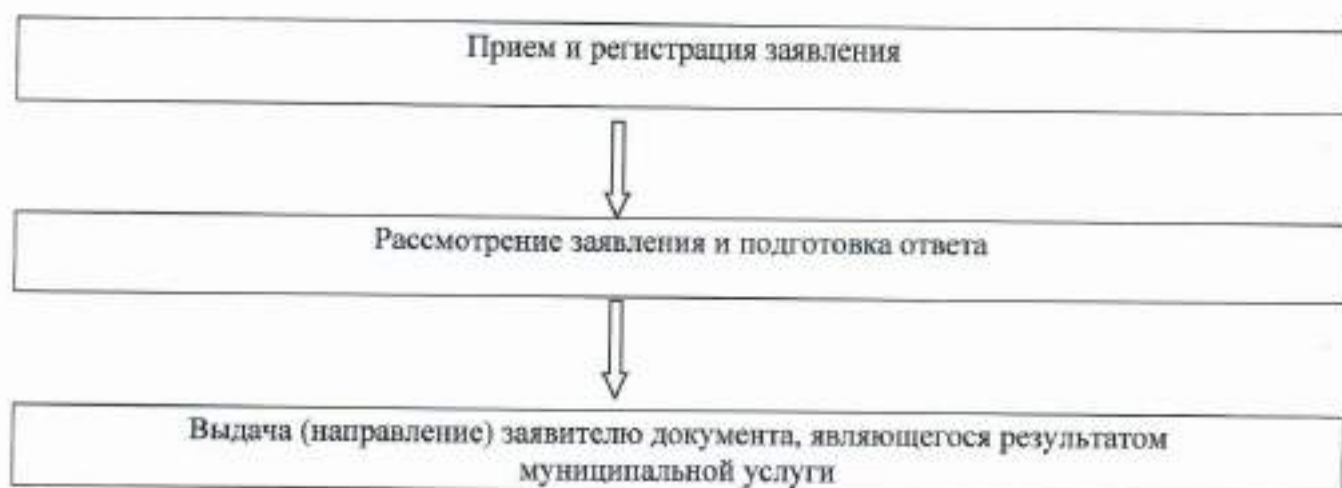 Прием и регистрация заявления
Рассмотрение заявления и подготовка ответа
Выдача (направление) заявителю документа, являющегося результатом
муниципальной услуги